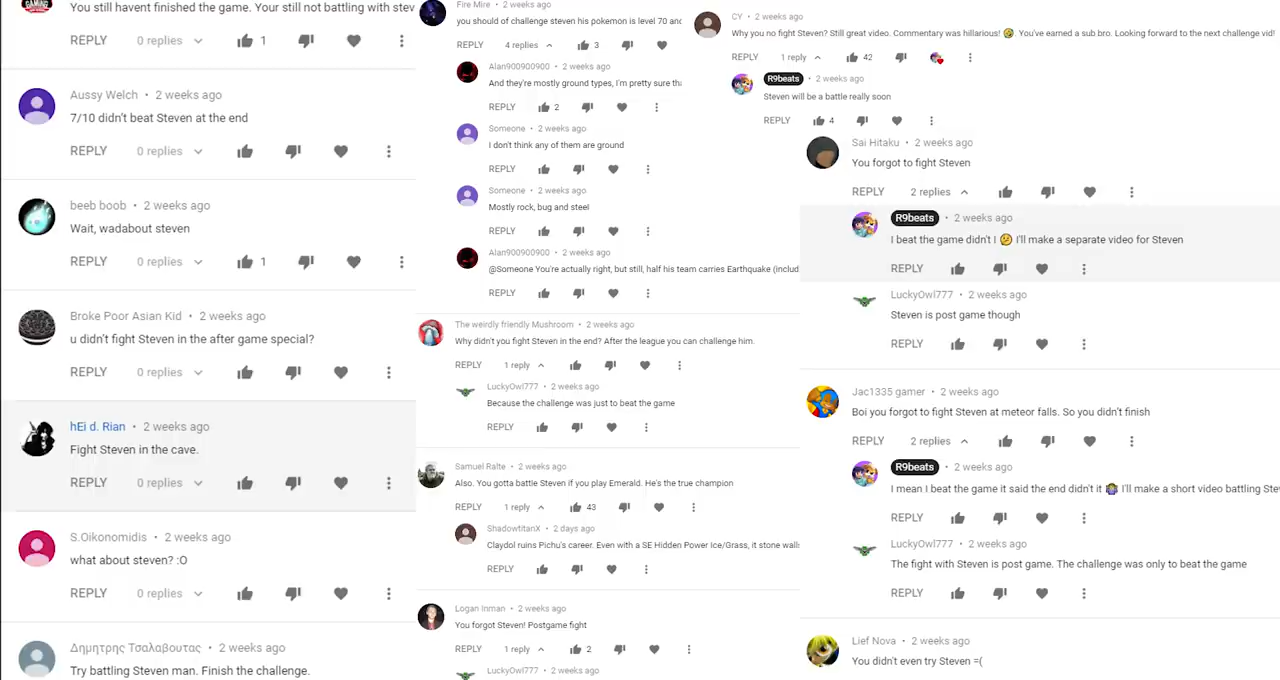 You still havent finished the game. Your still not battling with stev
REPLY 0 replies 1
Aussy Welch • 2 weeks ago
7/10 didn't beat Steven at the end
REPLY 0 replies
beeb boob • 2 weeks ago
Wait, wadabout steven
REPLY 0 replies 1
Broke Poor Asian Kid • 2 weeks ago
u didn't fight Steven in the after game special?
REPLY 0 replies
hEi d. Rian • 2 weeks ago
Fight Steven in the cave.
REPLY 0 replies
S.Oikonomidis • 2 weeks ago
what about steven? :O
REPLY 0 replies
Δημητρης Τσαλαβουτας • 2 weeks ago
Try battling Steven man. Finish the challenge.
Fire Mire • 2 weeks ago
you should of challenge steven his pokemon is level 70 and
REPLY 4 replies 3
Alan900900900 • 2 weeks ago
And they're mostly ground types, I'm pretty sure tha
REPLY 2
Someone • 2 weeks ago
I don't think any of them are ground
REPLY
Someone • 2 weeks ago
Mostly rock, bug and steel
REPLY
Alan900900900 • 2 weeks ago
@Someone You're actually right, but still, half his team carries Earthquake (includ
REPLY
The weirdly friendly Mushroom • 2 weeks ago
Why didn't you fight Steven in the end? After the league you can challenge him.
REPLY 1 reply
LuckyOwl777 • 2 weeks ago
Because the challenge was just to beat the game
REPLY
Samuel Ralte • 2 weeks ago
Also. You gotta battle Steven if you play Emerald. He's the true champion
REPLY 1 reply 43
ShadowtitanX • 2 days ago
Claydol ruins Pichu's career. Even with a SE Hidden Power Ice/Grass, it stone walls
REPLY
Logan Inman • 2 weeks ago
You forgot Steven! Postgame fight
REPLY 1 reply 2
LuckyOwl777 • 2 weeks ago
CY • 2 weeks ago
Why you no fight Steven? Still great video. Commentary was hillarious! 🤣. You've earned a sub bro. Looking forward to the next challenge vid!
REPLY 1 reply 42
R9beats • 2 weeks ago
Steven will be a battle really soon
REPLY 4
Sai Hitaku • 2 weeks ago
You forgot to fight Steven
REPLY 2 replies
R9beats • 2 weeks ago
I beat the game didn't I 🤔 I'll make a separate video for Steven
REPLY
LuckyOwl777 • 2 weeks ago
Steven is post game though
REPLY
Jac1335 gamer • 2 weeks ago
Boi you forgot to fight Steven at meteor falls. So you didn't finish
REPLY 2 replies
R9beats • 2 weeks ago
I mean I beat the game it said the end didn't it 🤷 I'll make a short video battling Ste
REPLY
LuckyOwl777 • 2 weeks ago
The fight with Steven is post game. The challenge was only to beat the game
REPLY
Lief Nova • 2 weeks ago
You didn't even try Steven =(